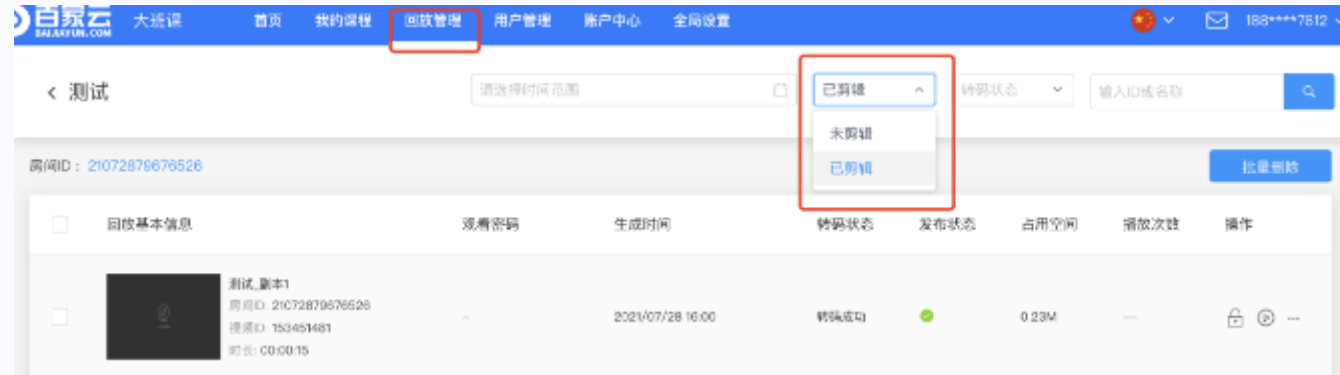 百家云 BAIJIAYUN.COM 大班课 首页 我的课程 回放管理 用户管理 账户中心 全局设置 188****7812
测试 请选择时间范围 已剪辑 转码状态 输入ID或名称
未剪辑
已剪辑
房间ID： 21072879676526 批量删除
回放基本信息 观看密码 生成时间 转码状态 发布状态 占用空间 播放次数 操作
测试_副本1
房间ID: 21072879676526
视频ID: 153451481
时长: 00:00:15
- 2021/07/28 16:00 转码成功 0.23M — ...